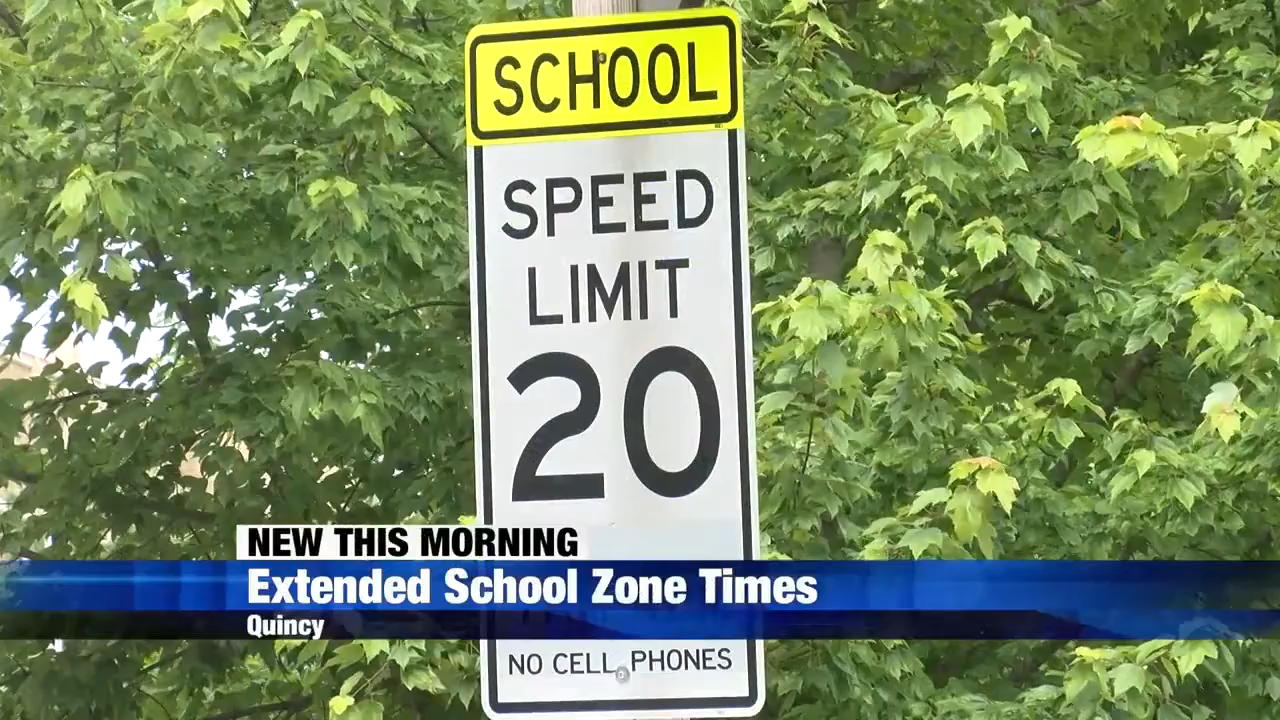 SCHOOL
SPEED
LIMIT
20
NEW THIS MORNING
Extended School Zone Times
Quincy
NO CELL PHONES